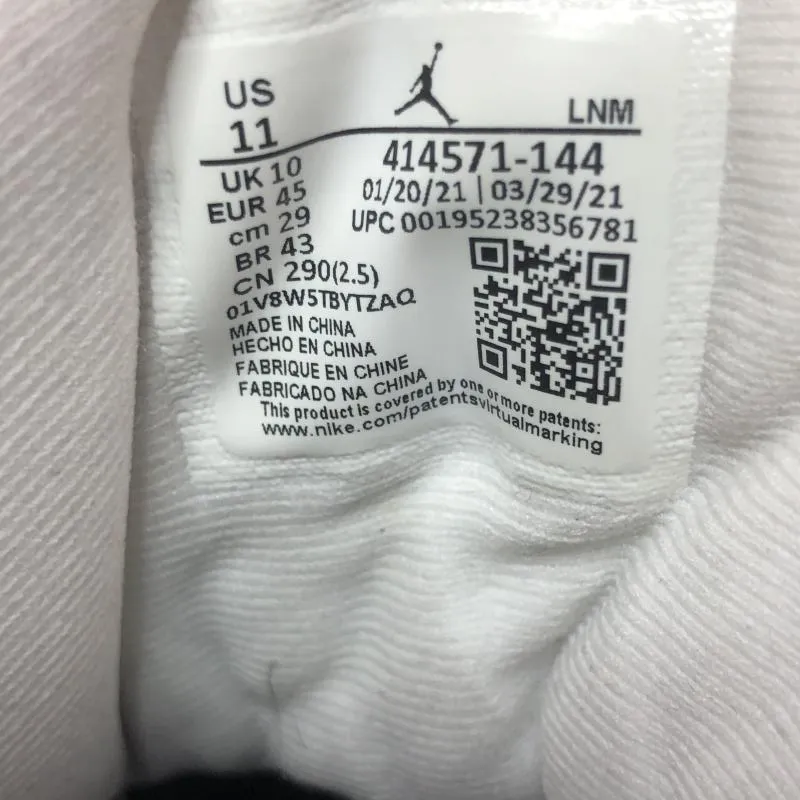 US
11
LNM
414571-144
01/20/21 | 03/29/21
UPC 00195238356781
UK 10
EUR 45
cm 29
BR 43
CN 290(2.5)
01V8W5TBYTZAQ
MADE IN CHINA
HECHO EN CHINA
FABRIQUE EN CHINE
FABRICADO NA CHINA
This product is covered by one or more patents:
www.nike.com/patentsvirtualmarking